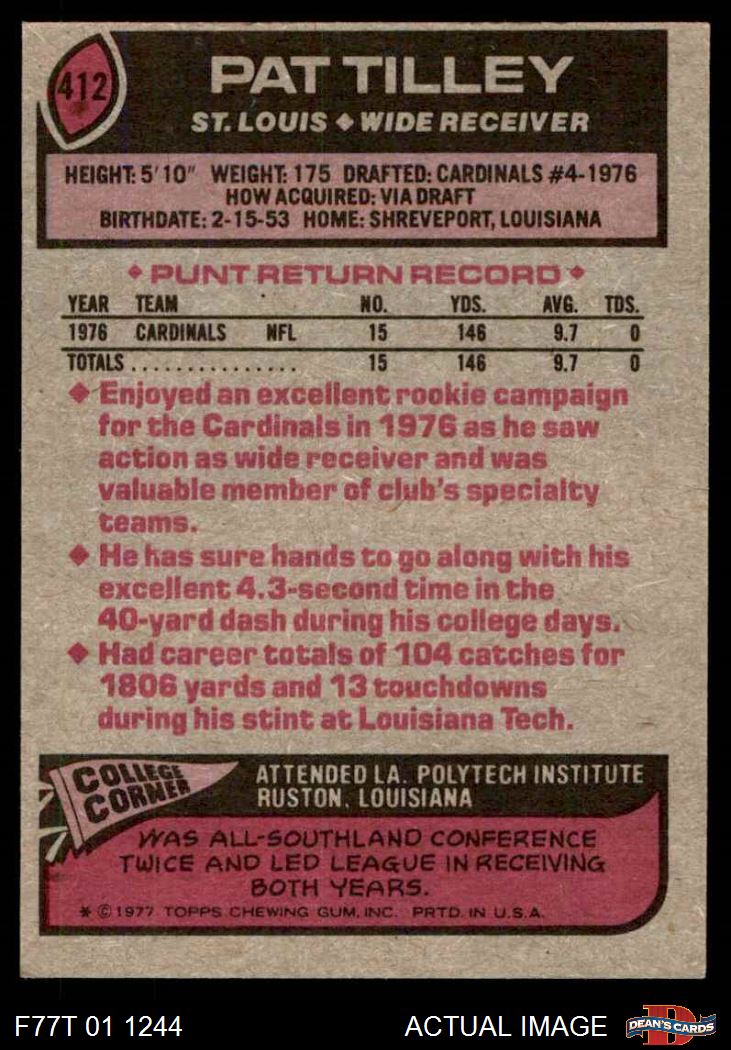 412
PAT TILLEY
ST. LOUIS ◆ WIDE RECEIVER
HEIGHT: 5'10" WEIGHT: 175 DRAFTED: CARDINALS #4-1976
HOW ACQUIRED: VIA DRAFT
BIRTHDATE: 2-15-53 HOME: SHREVEPORT, LOUISIANA
◆ PUNT RETURN RECORD ◆
YEAR TEAM NO. YDS. AVG. TDS.
1976 CARDINALS NFL 15 146 9.7 0
TOTALS............... 15 146 9.7 0
◆ Enjoyed an excellent rookie campaign
for the Cardinals in 1976 as he saw
action as wide receiver and was
valuable member of club's specialty
teams.
◆ He has sure hands to go along with his
excellent 4.3-second time in the
40-yard dash during his college days.
◆ Had career totals of 104 catches for
1806 yards and 13 touchdowns
during his stint at Louisiana Tech.
COLLEGE
CORNER
ATTENDED LA. POLYTECH INSTITUTE
RUSTON, LOUISIANA
WAS ALL-SOUTHLAND CONFERENCE
TWICE AND LED LEAGUE IN RECEIVING
BOTH YEARS.
* © 1977 TOPPS CHEWING GUM, INC. PRTD. IN U.S.A.
F77T 01 1244
ACTUAL IMAGE
D
DEAN'S CARDS